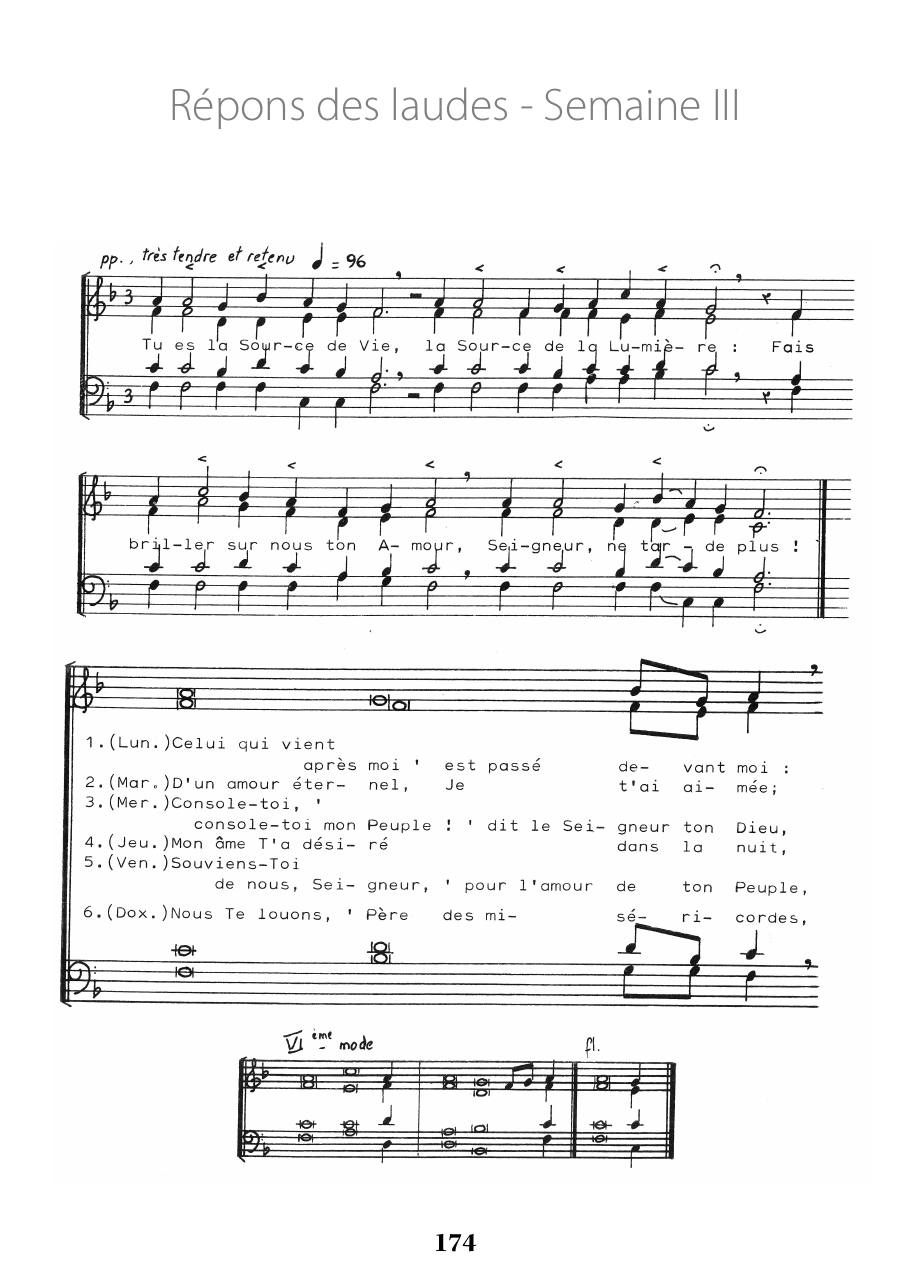 Répons des laudes - Semaine III
pp., très tendre et retenu ♩ = 96
3
Tu es la Sour-ce de Vie, la Sour-ce de la Lu-miè- re : Fais
3
bril-ler sur nous ton A- mour, Sei-gneur, ne tar - de plus !
1.(Lun.)Celui qui vient
après moi ' est passé de- vant moi :
2.(Mar.)D'un amour éter- nel, Je t'ai ai- mée;
3.(Mer.)Console-toi, '
console-toi mon Peuple ! ' dit le Sei- gneur ton Dieu,
4.(Jeu.)Mon âme T'a dési- ré dans la nuit,
5.(Ven.)Souviens-Toi
de nous, Sei- gneur, ' pour l'amour de ton Peuple,
6.(Dox.)Nous Te louons, ' Père des mi- sé- ri- cordes,
VI ème mode fl.
174